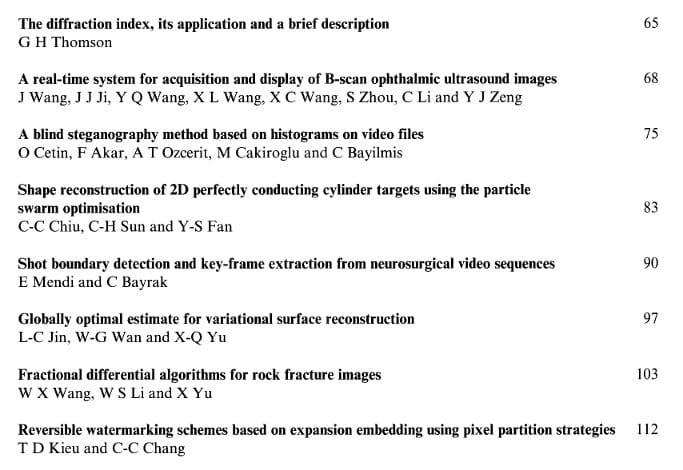 The diffraction index, its application and a brief description 65
G H Thomson
A real-time system for acquisition and display of B-scan ophthalmic ultrasound images 68
J Wang, J J Ji, Y Q Wang, X L Wang, X C Wang, S Zhou, C Li and Y J Zeng
A blind steganography method based on histograms on video files 75
O Cetin, F Akar, A T Ozcerit, M Cakiroglu and C Bayilmis
Shape reconstruction of 2D perfectly conducting cylinder targets using the particle
swarm optimisation 83
C-C Chiu, C-H Sun and Y-S Fan
Shot boundary detection and key-frame extraction from neurosurgical video sequences 90
E Mendi and C Bayrak
Globally optimal estimate for variational surface reconstruction 97
L-C Jin, W-G Wan and X-Q Yu
Fractional differential algorithms for rock fracture images 103
W X Wang, W S Li and X Yu
Reversible watermarking schemes based on expansion embedding using pixel partition strategies 112
T D Kieu and C-C Chang